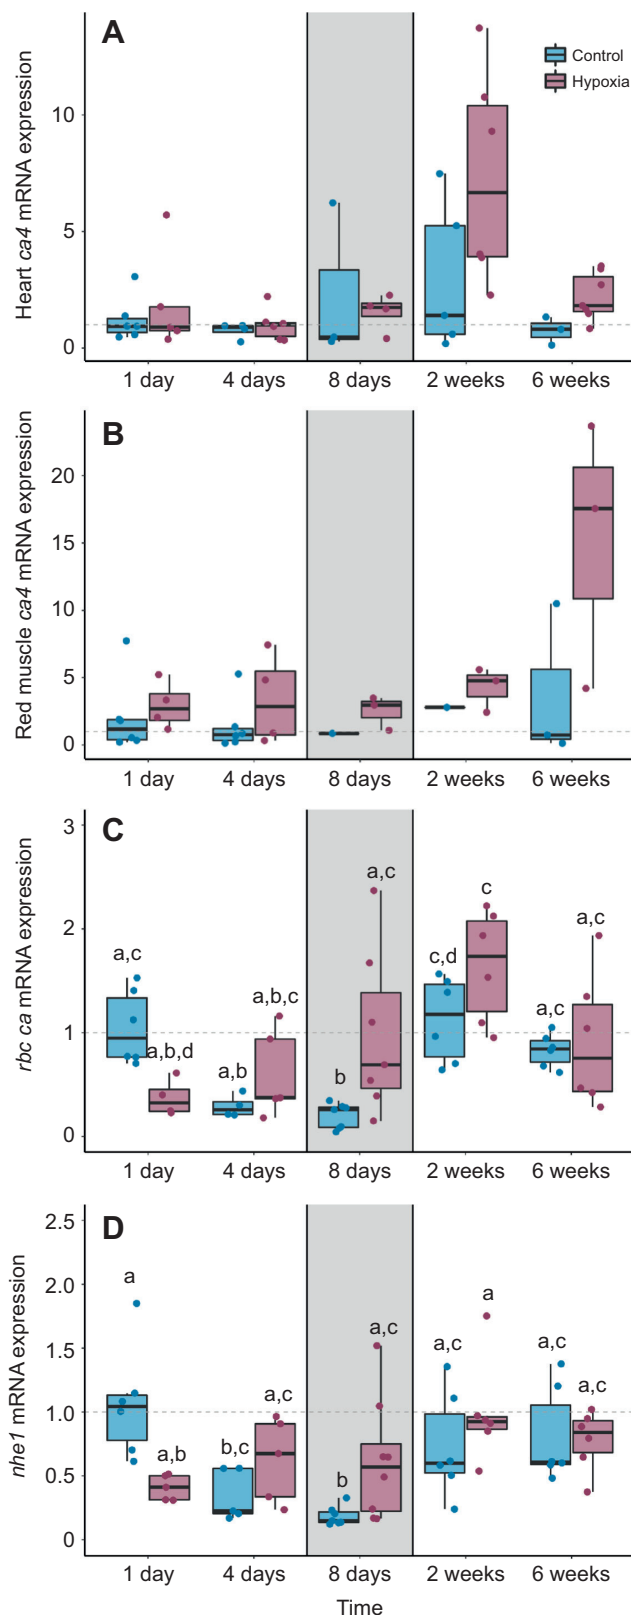 A
Control
Hypoxia
Heart ca4 mRNA expression
10
5
0
1 day 4 days 8 days 2 weeks 6 weeks
B
Red muscle ca4 mRNA expression
20
15
10
5
0
1 day 4 days 8 days 2 weeks 6 weeks
C
rbc ca mRNA expression
3
2
1
0
a,c
a,b,d
a,b
a,b,c
b
a,c
c,d
c
a,c
a,c
1 day 4 days 8 days 2 weeks 6 weeks
D
nhe1 mRNA expression
2.5
2.0
1.5
1.0
0.5
0
a
a,b
b,c
a,c
b
a,c
a,c
a
a,c
a,c
1 day 4 days 8 days 2 weeks 6 weeks
Time